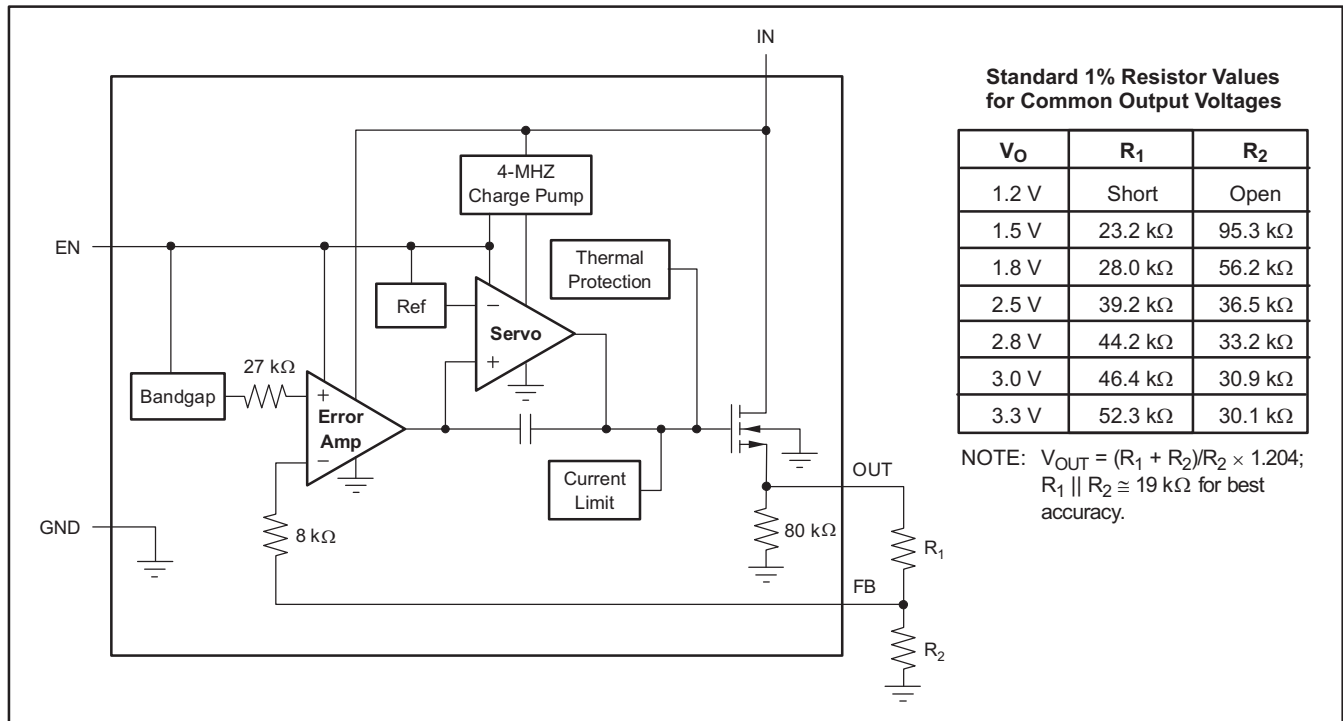 IN
Standard 1% Resistor Values
for Common Output Voltages
VO R1 R2
1.2 V Short Open
1.5 V 23.2 kΩ 95.3 kΩ
1.8 V 28.0 kΩ 56.2 kΩ
2.5 V 39.2 kΩ 36.5 kΩ
2.8 V 44.2 kΩ 33.2 kΩ
3.0 V 46.4 kΩ 30.9 kΩ
3.3 V 52.3 kΩ 30.1 kΩ
NOTE: VOUT = (R1 + R2)/R2 × 1.204;
R1 || R2 ≅ 19 kΩ for best
accuracy.
4-MHZ
Charge Pump
EN
Thermal
Protection
Ref
−
Servo
+
27 kΩ
Bandgap
+
Error
Amp
−
Current
Limit
OUT
GND
8 kΩ
80 kΩ
R1
FB
R2